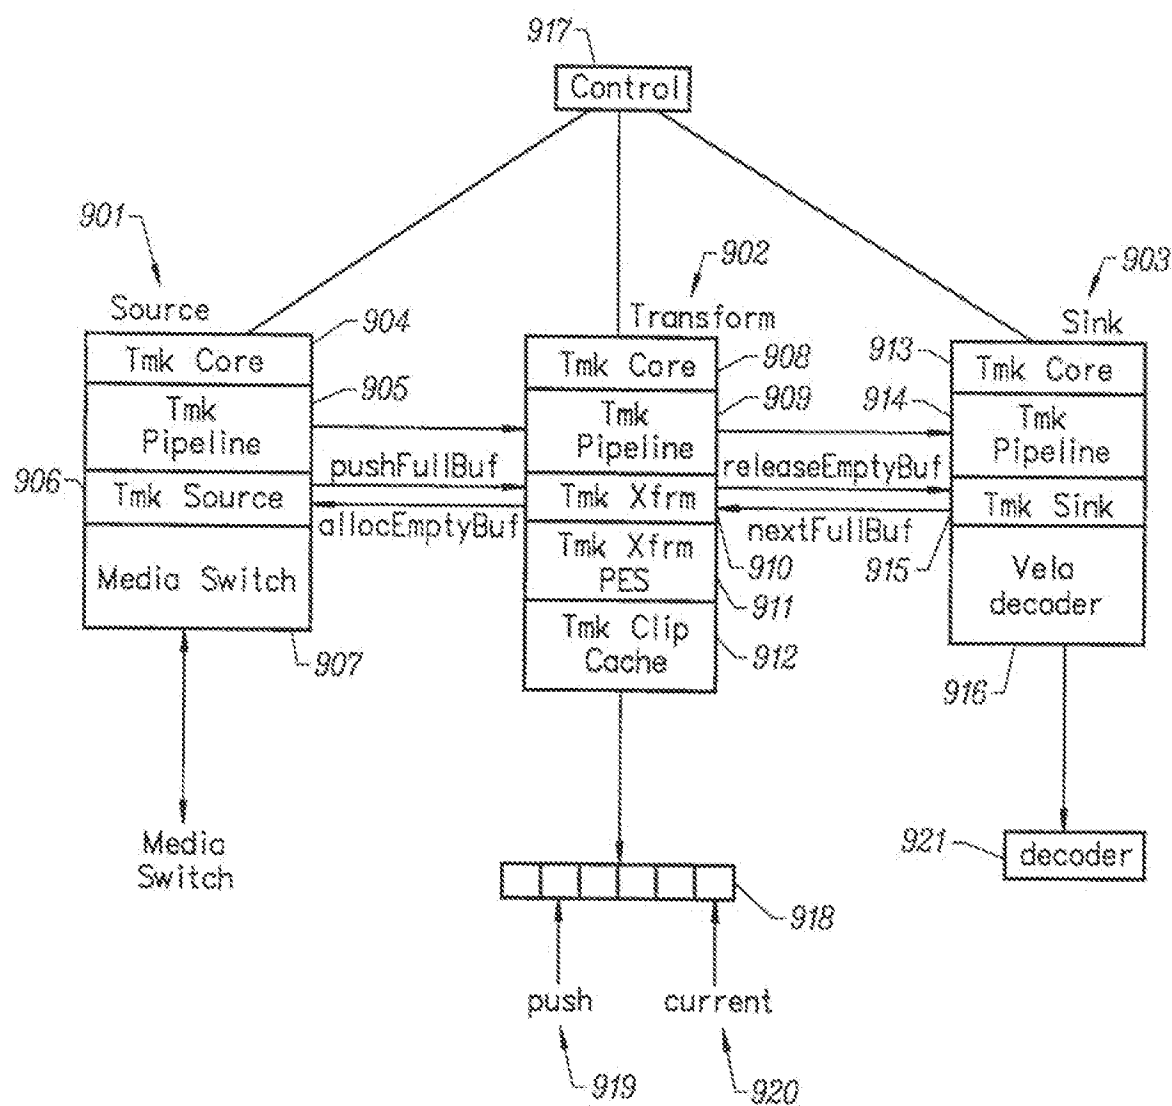 917
Control
901
Source
904
Tmk Core
905
Tmk
Pipeline
906
Tmk Source
Media Switch
907
Media
Switch
pushFullBuf
allocEmptyBuf
902
Transform
Tmk Core
908
Tmk
Pipeline
909
Tmk Xfrm
910
Tmk Xfrm
PES
911
Tmk Clip
Cache
912
releaseEmptyBuf
nextFullBuf
903
Sink
913
Tmk Core
914
Tmk
Pipeline
Tmk Sink
915
Vela
decoder
916
921
decoder
918
push
current
919
920